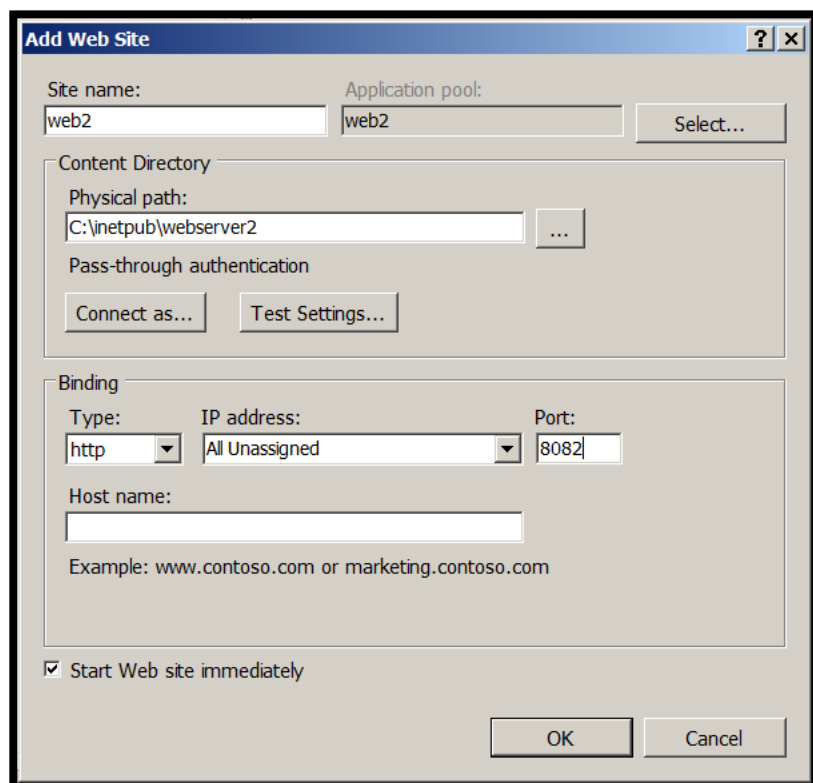 Add Web Site
Site name: Application pool:
web2 web2 Select...
Content Directory
Physical path:
C:\inetpub\webserver2 ...
Pass-through authentication
Connect as... Test Settings...
Binding
Type: IP address: Port:
http All Unassigned 8082
Host name:
Example: www.contoso.com or marketing.contoso.com
Start Web site immediately
OK Cancel